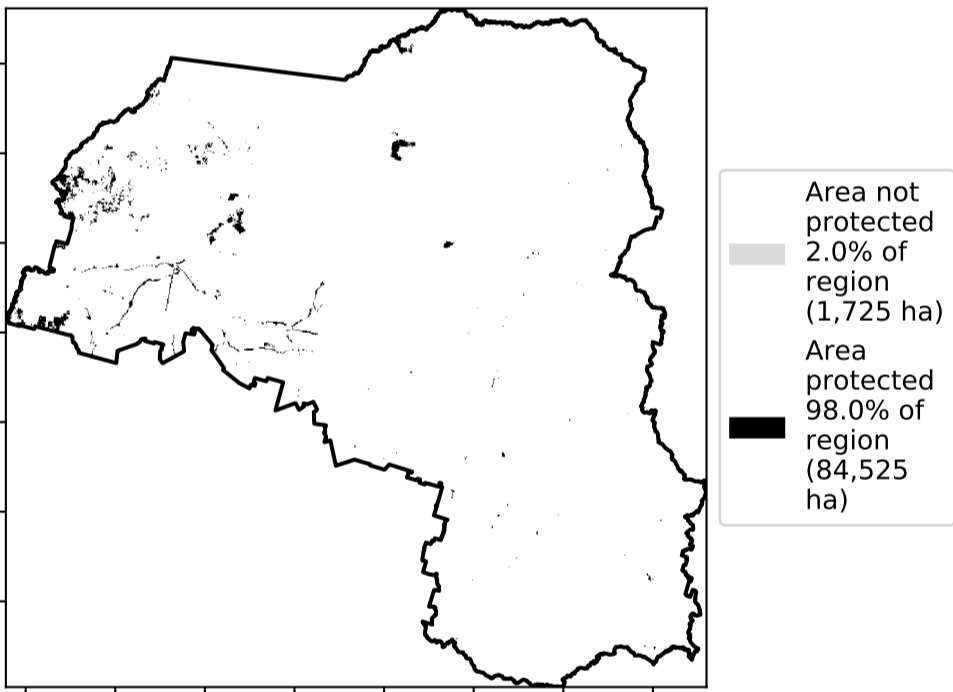 Area not
protected
2.0% of
region
(1,725 ha)
Area
protected
98.0% of
region
(84,525
ha)